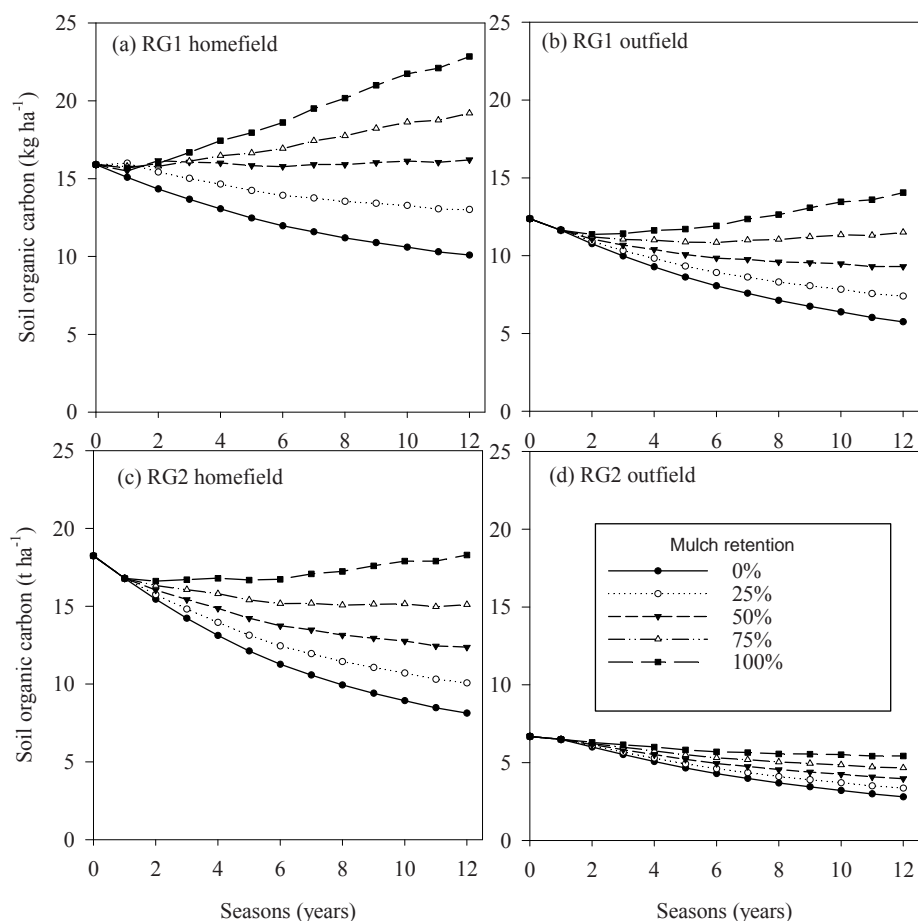 25
20
15
10
5
0
Soil organic carbon (kg ha⁻¹)
(a) RG1 homefield
0 2 4 6 8 10 12
25
20
15
10
5
0
(b) RG1 outfield
0 2 4 6 8 10 12
25
20
15
10
5
0
Soil organic carbon (t ha⁻¹)
(c) RG2 homefield
0 2 4 6 8 10 12
Seasons (years)
25
20
15
10
5
0
(d) RG2 outfield
Mulch retention
0%
25%
50%
75%
100%
0 2 4 6 8 10 12
Seasons (years)